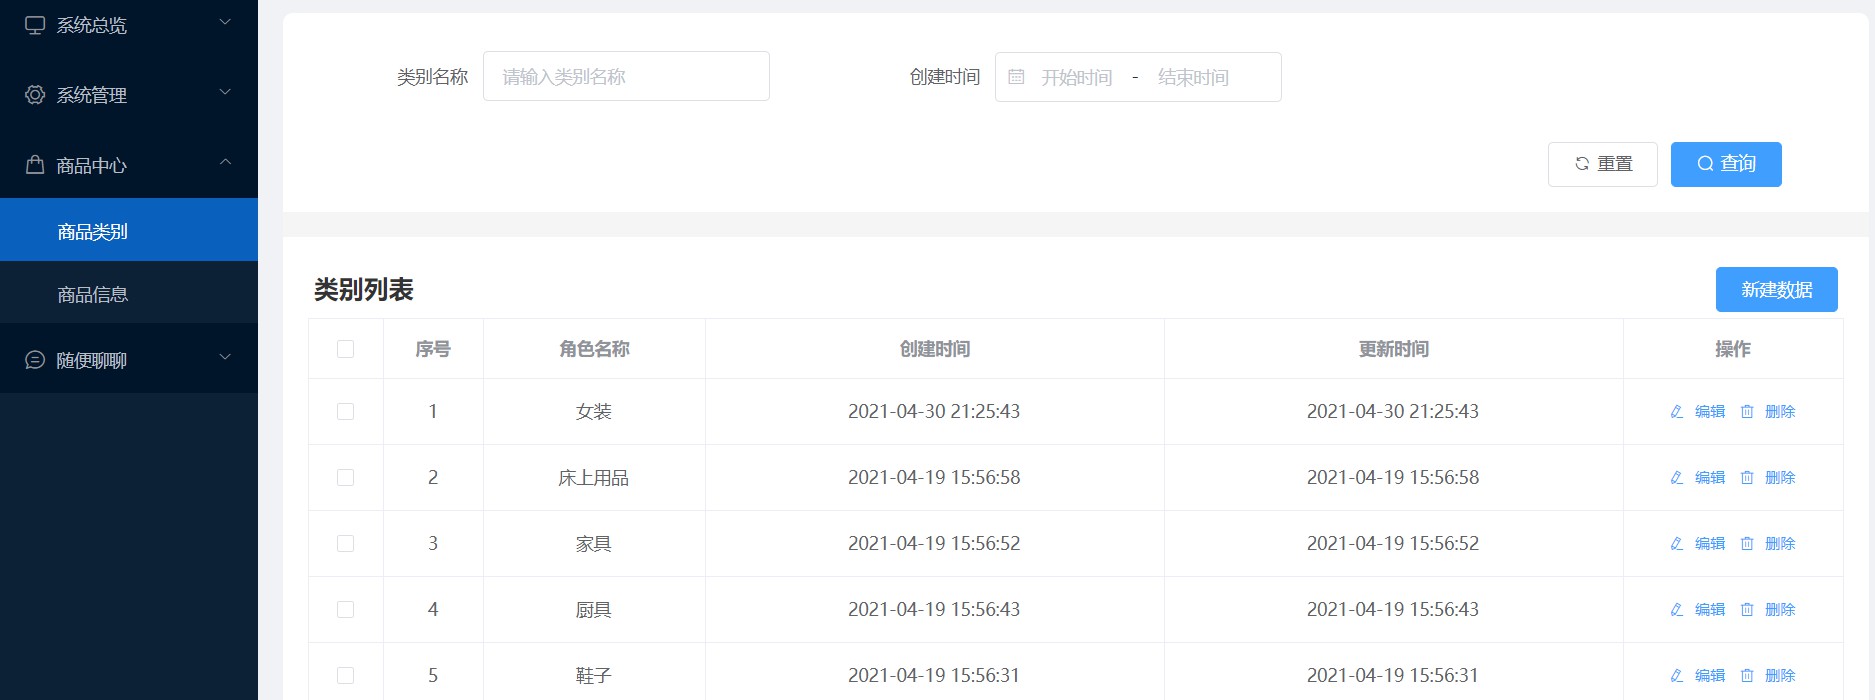 系统总览
系统管理
商品中心
商品类别
商品信息
随便聊聊
类别名称 请输入类别名称 创建时间 开始时间 - 结束时间
重置 查询
类别列表 新建数据
序号 角色名称 创建时间 更新时间 操作
1 女装 2021-04-30 21:25:43 2021-04-30 21:25:43 编辑 删除
2 床上用品 2021-04-19 15:56:58 2021-04-19 15:56:58 编辑 删除
3 家具 2021-04-19 15:56:52 2021-04-19 15:56:52 编辑 删除
4 厨具 2021-04-19 15:56:43 2021-04-19 15:56:43 编辑 删除
5 鞋子 2021-04-19 15:56:31 2021-04-19 15:56:31 编辑 删除